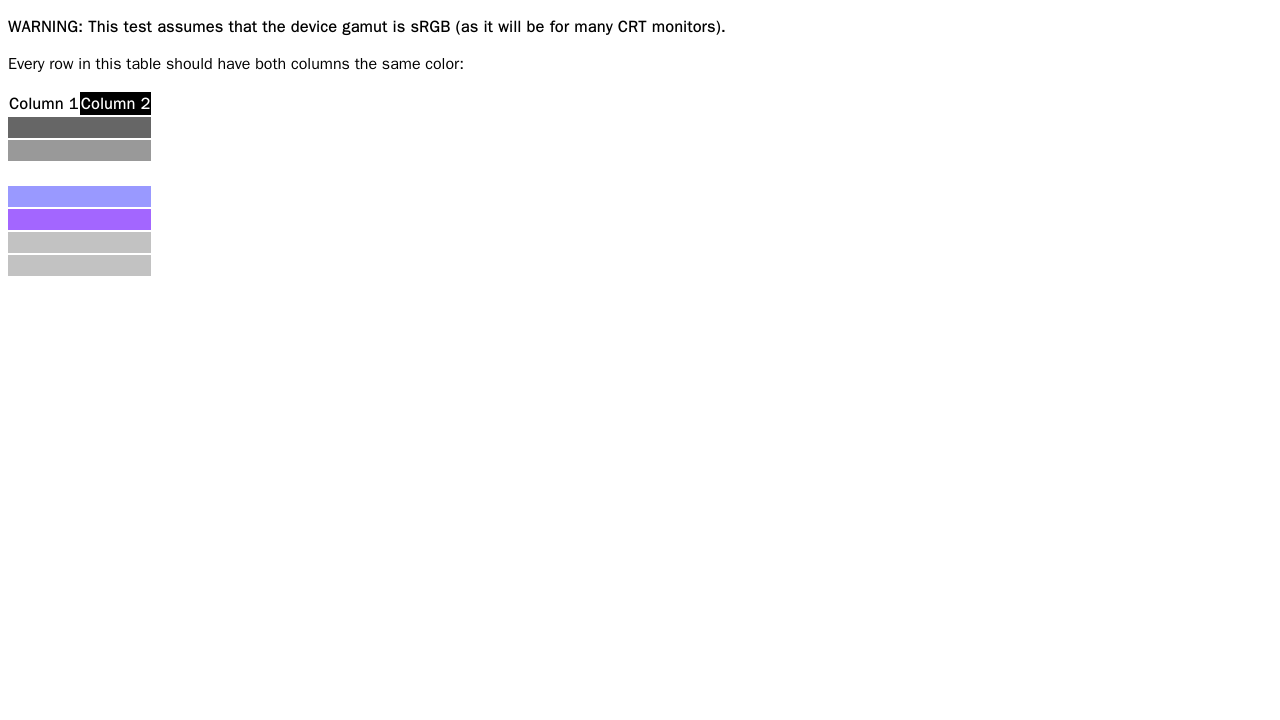 WARNING: This test assumes that the device gamut is sRGB (as it will be for many CRT monitors).
Every row in this table should have both columns the same color:
Column 1 Column 2